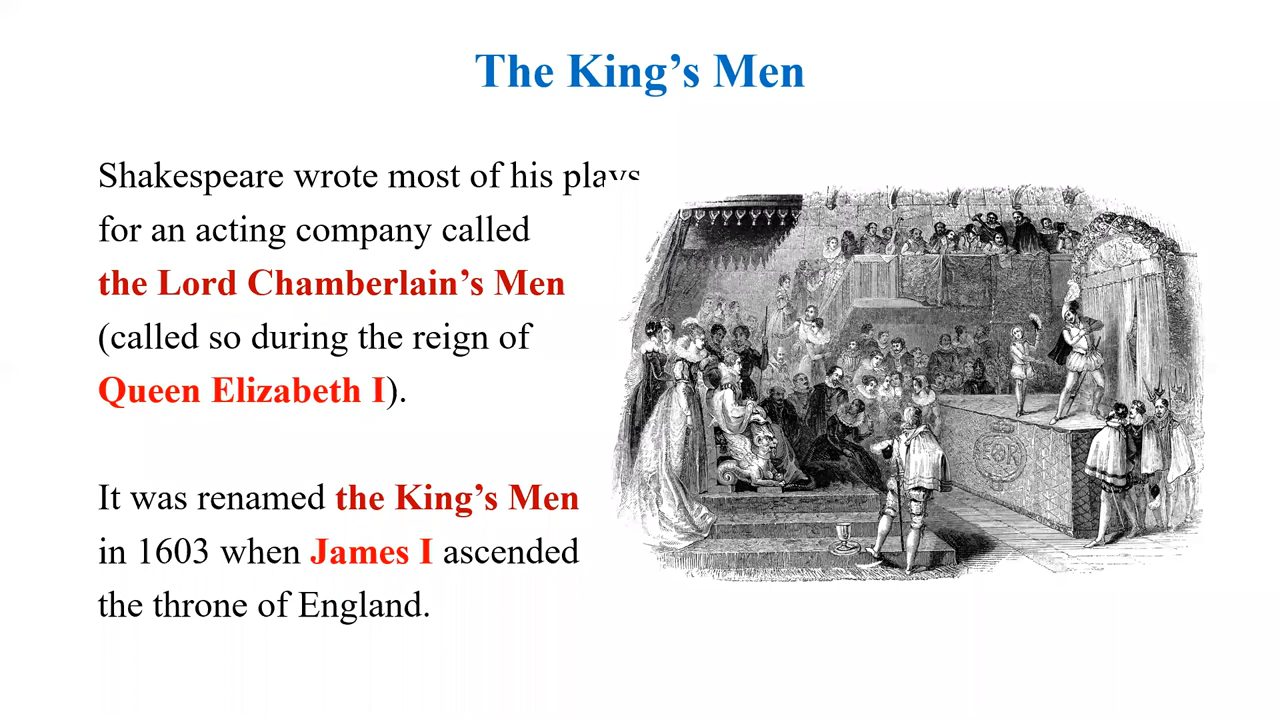 The King’s Men
Shakespeare wrote most of his plays
for an acting company called
the Lord Chamberlain’s Men
(called so during the reign of
Queen Elizabeth I).
It was renamed the King’s Men
in 1603 when James I ascended
the throne of England.